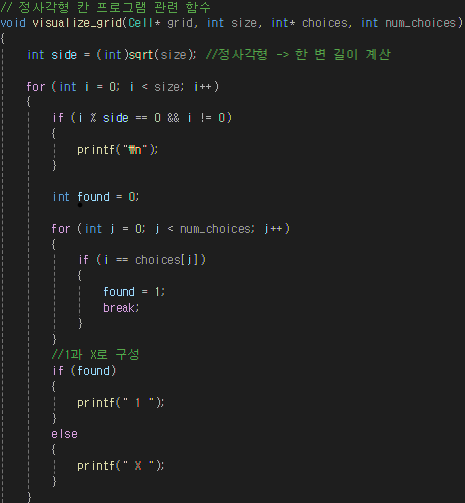 // 정사각형 칸 프로그램 관련 함수
void visualize_grid(Cell* grid, int size, int* choices, int num_choices)
{
    int side = (int)sqrt(size); //정사각형 -> 한 변 길이 계산
    for (int i = 0; i < size; i++)
    {
        if (i % side == 0 && i != 0)
        {
            printf("₩n");
        }
        int found = 0;
        for (int j = 0; j < num_choices; j++)
        {
            if (i == choices[j])
            {
                found = 1;
                break;
            }
        }
        //1과 X로 구성
        if (found)
        {
            printf(" 1 ");
        }
        else
        {
            printf(" X ");
        }
    }